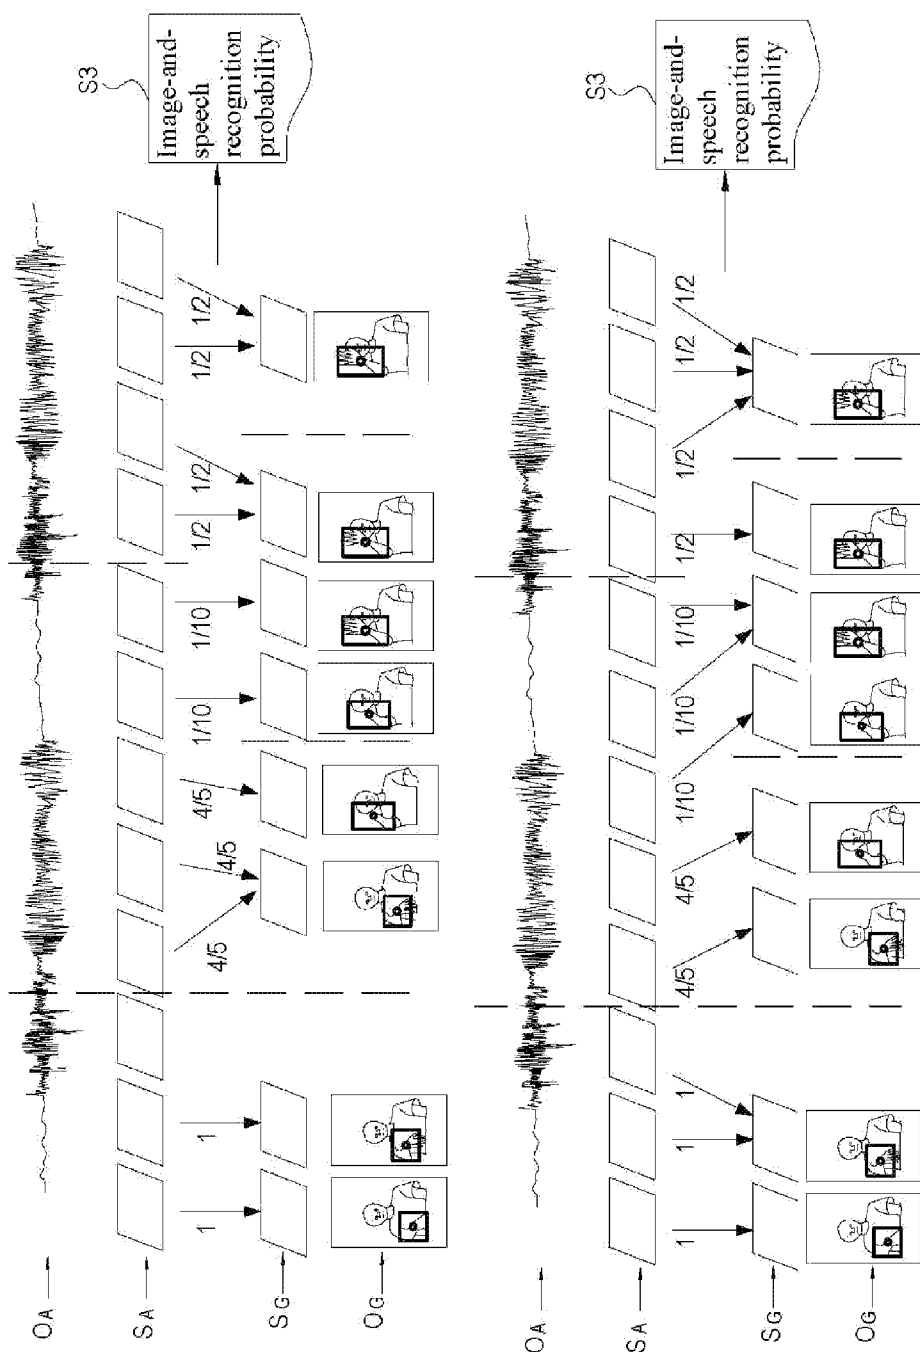 S3
Image-and-
speech
recognition
probability
OA
SA
1 1 4/5 4/5 4/5 1/10 1/10 1/2 1/2 1/2 1/2
SG
OG
S3
Image-and-
speech
recognition
probability
OA
SA
1 1 1 4/5 4/5 1/10 1/10 1/10 1/2 1/2 1/2 1/2
SG
OG